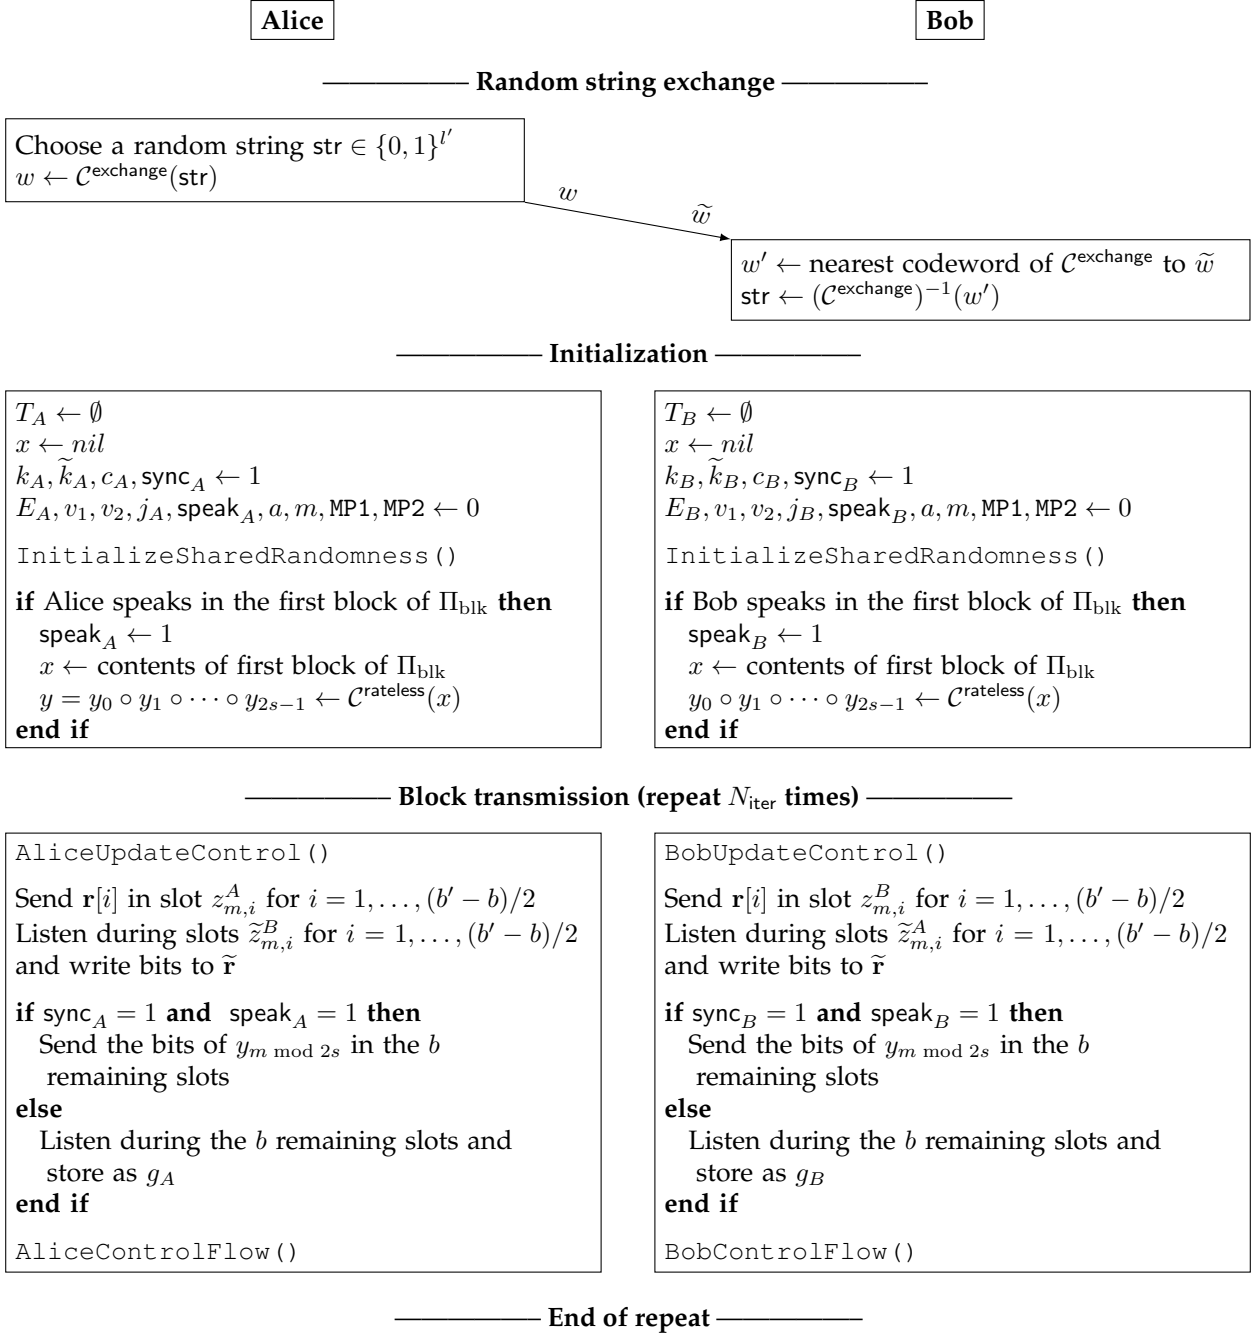 Alice
Bob
Random string exchange
Choose a random string str ∈ {0, 1}^{l′}
w ← 𝒞^{exchange}(str)
w
w̃
w′ ← nearest codeword of 𝒞^{exchange} to w̃
str ← (𝒞^{exchange})^{−1}(w′)
Initialization
T_A ← ∅
x ← nil
k_A, k̃_A, c_A, sync_A ← 1
E_A, v_1, v_2, j_A, speak_A, a, m, MP1, MP2 ← 0
InitializeSharedRandomness()
if Alice speaks in the first block of Π_{blk} then
speak_A ← 1
x ← contents of first block of Π_{blk}
y = y_0 ∘ y_1 ∘ ⋯ ∘ y_{2s−1} ← 𝒞^{rateless}(x)
end if
T_B ← ∅
x ← nil
k_B, k̃_B, c_B, sync_B ← 1
E_B, v_1, v_2, j_B, speak_B, a, m, MP1, MP2 ← 0
InitializeSharedRandomness()
if Bob speaks in the first block of Π_{blk} then
speak_B ← 1
x ← contents of first block of Π_{blk}
y_0 ∘ y_1 ∘ ⋯ ∘ y_{2s−1} ← 𝒞^{rateless}(x)
end if
Block transmission (repeat N_{iter} times)
AliceUpdateControl()
Send r[i] in slot z^A_{m,i} for i = 1, …, (b′ − b)/2
Listen during slots z̃^B_{m,i} for i = 1, …, (b′ − b)/2
and write bits to r̃
if sync_A = 1 and speak_A = 1 then
Send the bits of y_{m mod 2s} in the b
remaining slots
else
Listen during the b remaining slots and
store as g_A
end if
AliceControlFlow()
BobUpdateControl()
Send r[i] in slot z^B_{m,i} for i = 1, …, (b′ − b)/2
Listen during slots z̃^A_{m,i} for i = 1, …, (b′ − b)/2
and write bits to r̃
if sync_B = 1 and speak_B = 1 then
Send the bits of y_{m mod 2s} in the b
remaining slots
else
Listen during the b remaining slots and
store as g_B
end if
BobControlFlow()
End of repeat